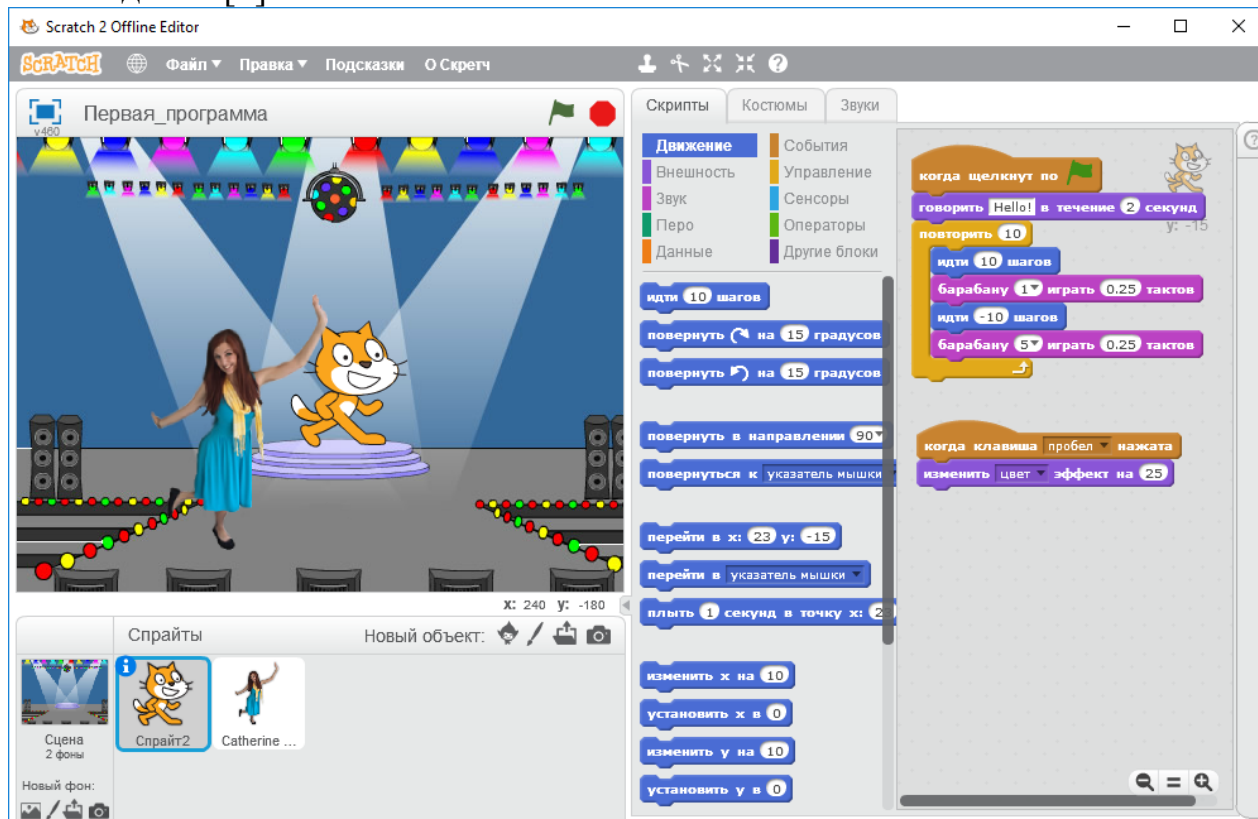 Scratch 2 Offline Editor
SCRATCH Файл Правка Подсказки О Скретч
v460
Первая_программа
x: 240 y: -180
Спрайты Новый объект:
Сцена
2 фоны
Новый фон:
Спрайт2
Catherine ...
Скрипты Костюмы Звуки
Движение События
Внешность Управление
Звук Сенсоры
Перо Операторы
Данные Другие блоки
идти 10 шагов
повернуть на 15 градусов
повернуть на 15 градусов
повернуть в направлении 90
повернуться к указатель мышки
перейти в x: 23 y: -15
перейти в указатель мышки
плыть 1 секунд в точку x:
изменить х на 10
установить х в 0
изменить у на 10
установить у в 0
когда щелкнут по
говорить Hello! в течение 2 секунд
y: -15
повторить 10
идти 10 шагов
барабану 1 играть 0.25 тактов
идти -10 шагов
барабану 5 играть 0.25 тактов
когда клавиша пробел нажата
изменить цвет эффект на 25